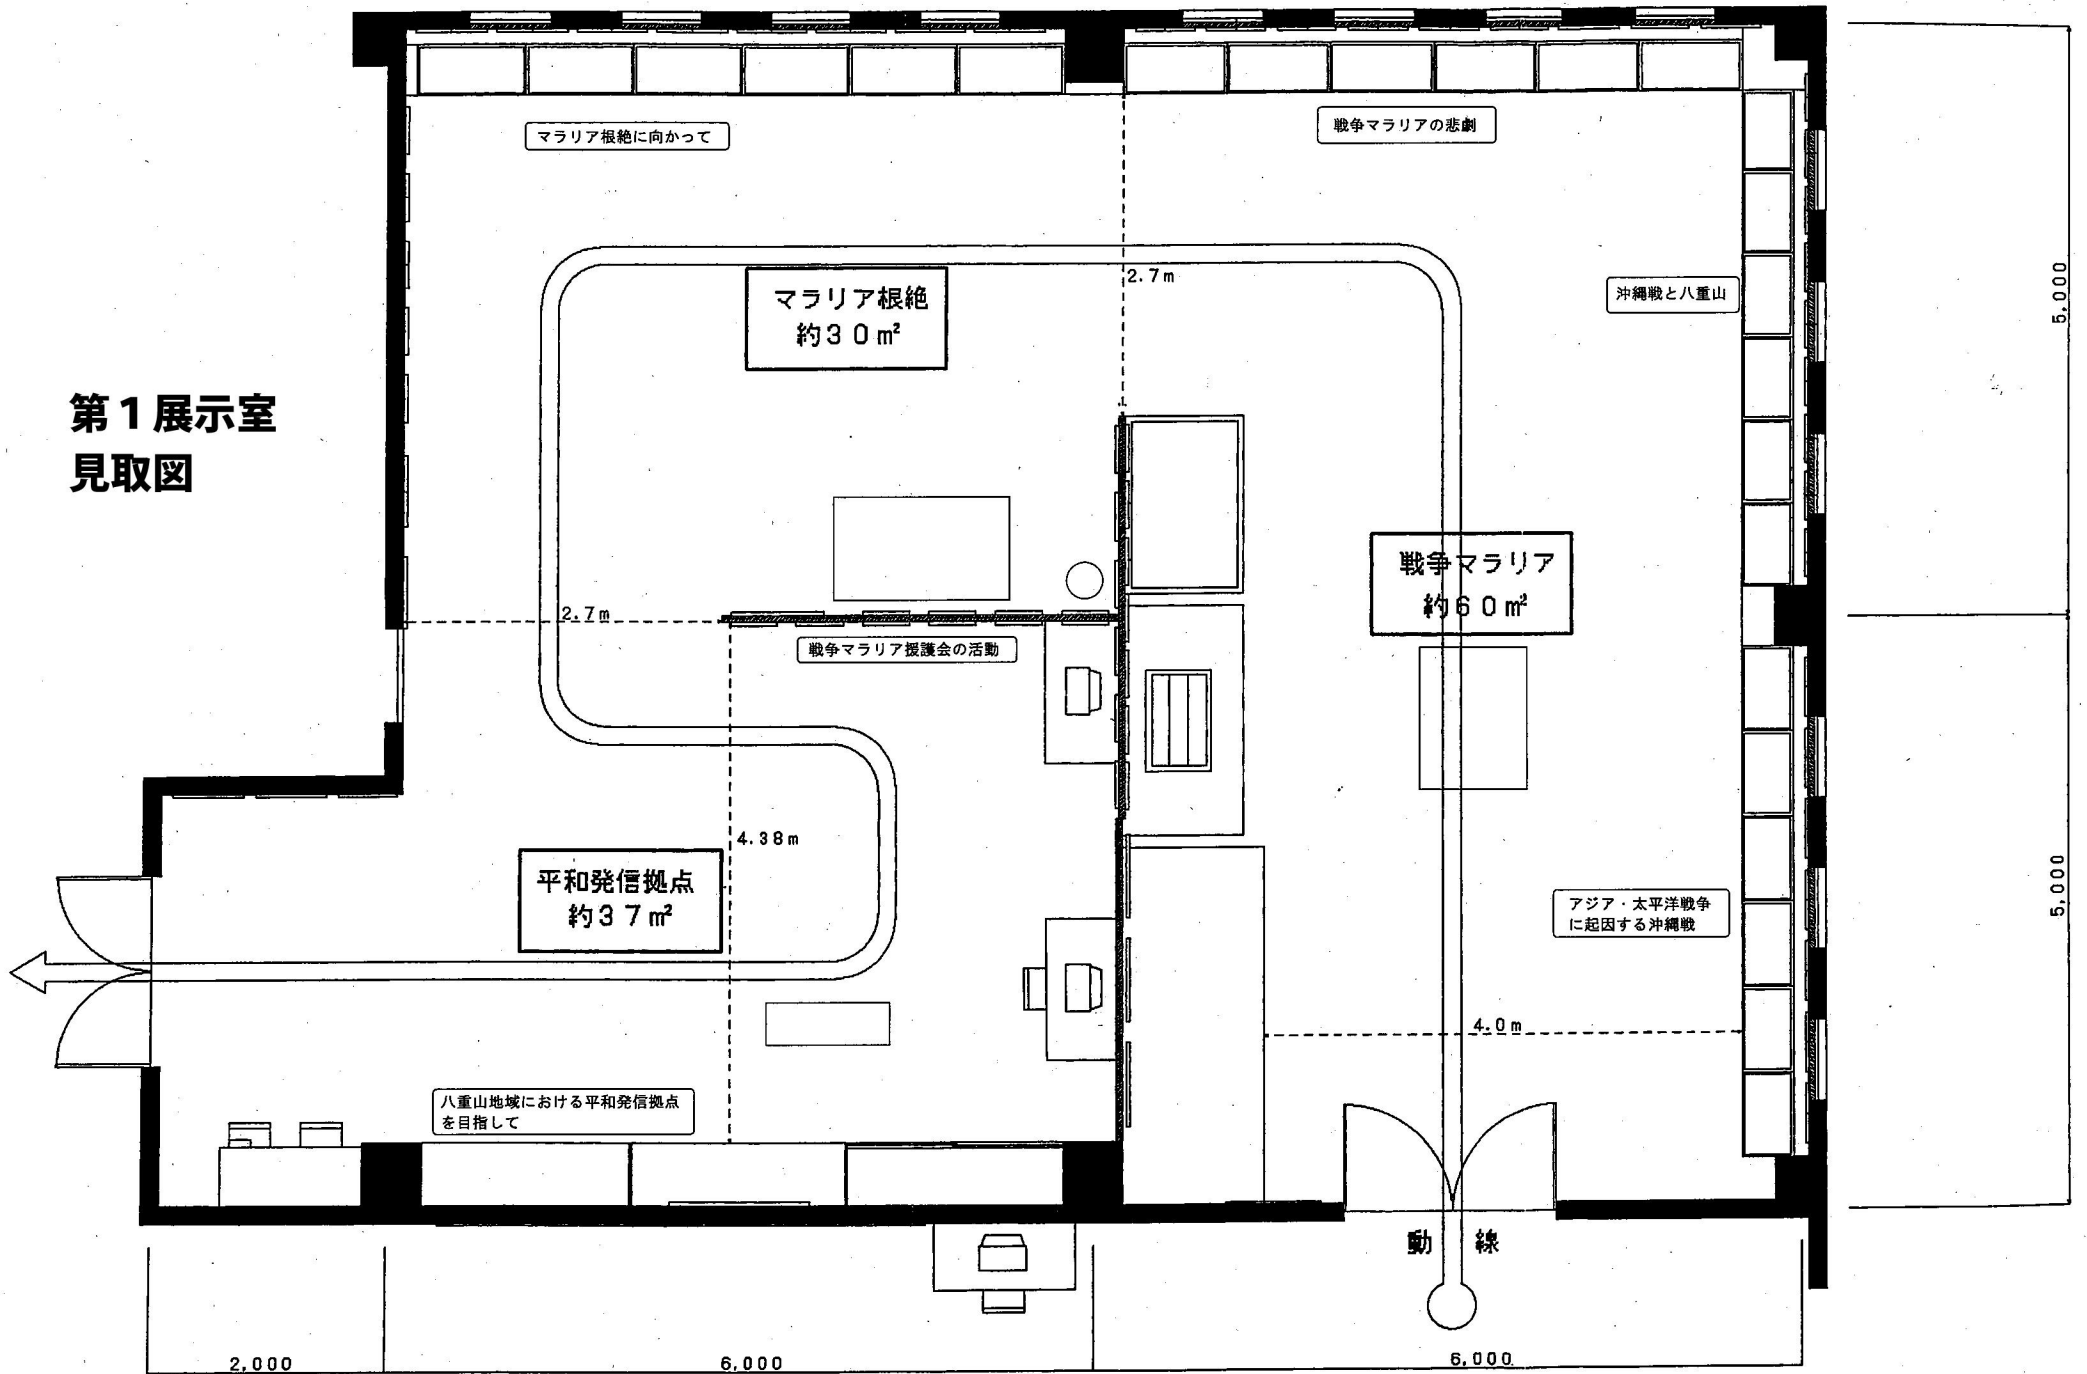 第１展示室
見取図
マラリア根絶に向かって
戦争マラリアの悲劇
2.7m
マラリア根絶
約３０㎡
沖縄戦と八重山
5,000
戦争マラリア
約６０㎡
2.7m
戦争マラリア援護会の活動
4.38m
平和発信拠点
約３７㎡
アジア・太平洋戦争
に起因する沖縄戦
5,000
4.0m
八重山地域における平和発信拠点
を目指して
動 線
2,000
6,000
6,000